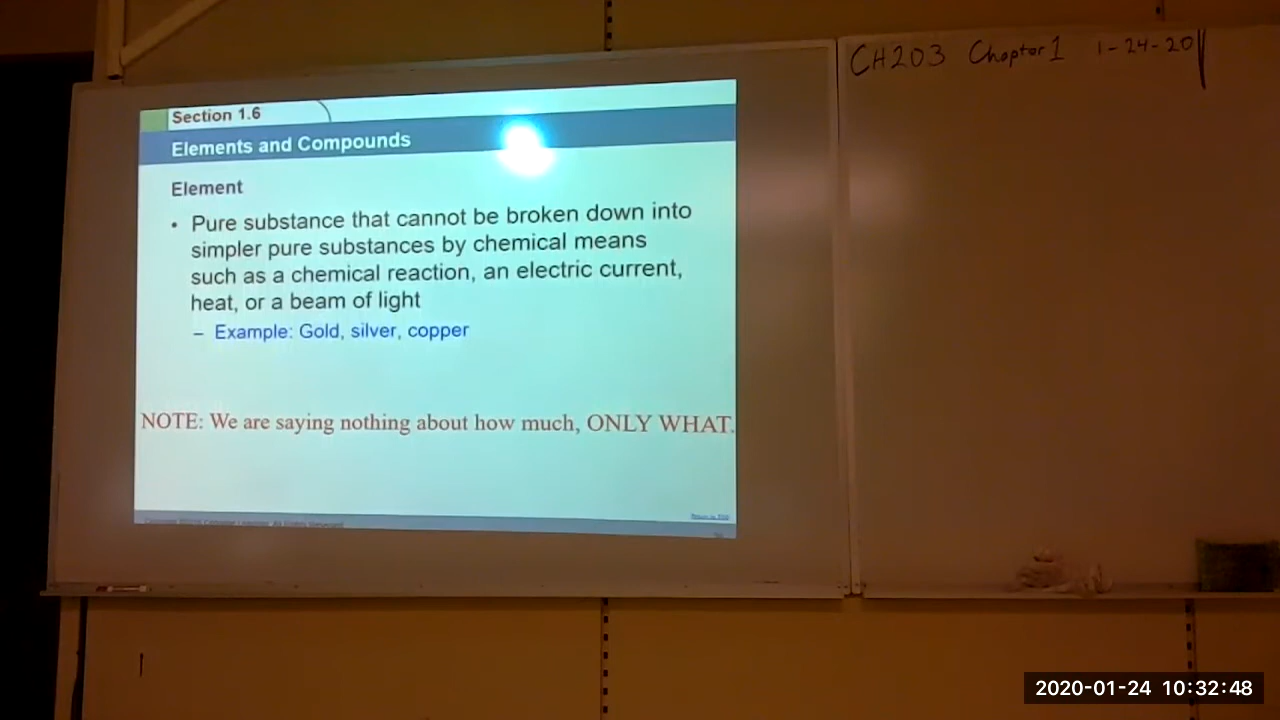 CH203 Chapter 1 1-24-20
Section 1.6
Elements and Compounds
Element
• Pure substance that cannot be broken down into
simpler pure substances by chemical means
such as a chemical reaction, an electric current,
heat, or a beam of light
– Example: Gold, silver, copper
NOTE: We are saying nothing about how much, ONLY WHAT.
2020-01-24 10:32:48